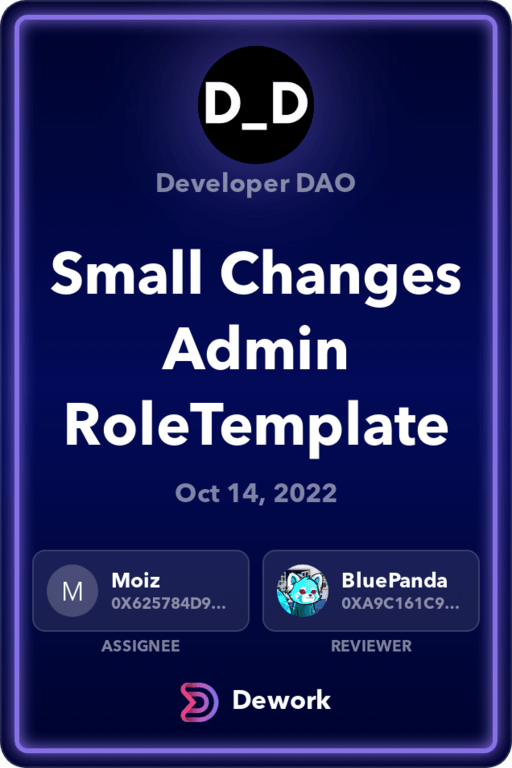 D_D
Developer DAO
Small Changes
Admin
RoleTemplate
Oct 14, 2022
M
Moiz
0X625784D9...
ASSIGNEE
BluePanda
0XA9C161C9...
REVIEWER
Dework